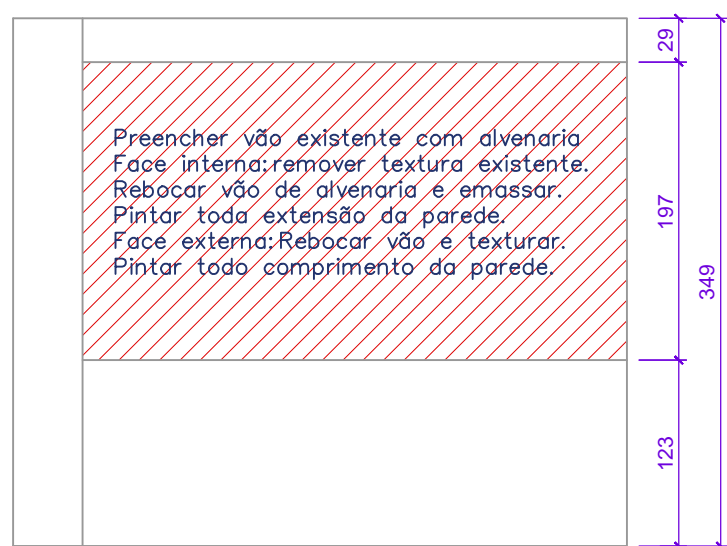 Preencher vão existente com alvenaria
Face interna: remover textura existente.
Rebocar vão de alvenaria e emassar.
Pintar toda extensão da parede.
Face externa: Rebocar vão e texturar.
Pintar todo comprimento da parede.
29
197
349
123